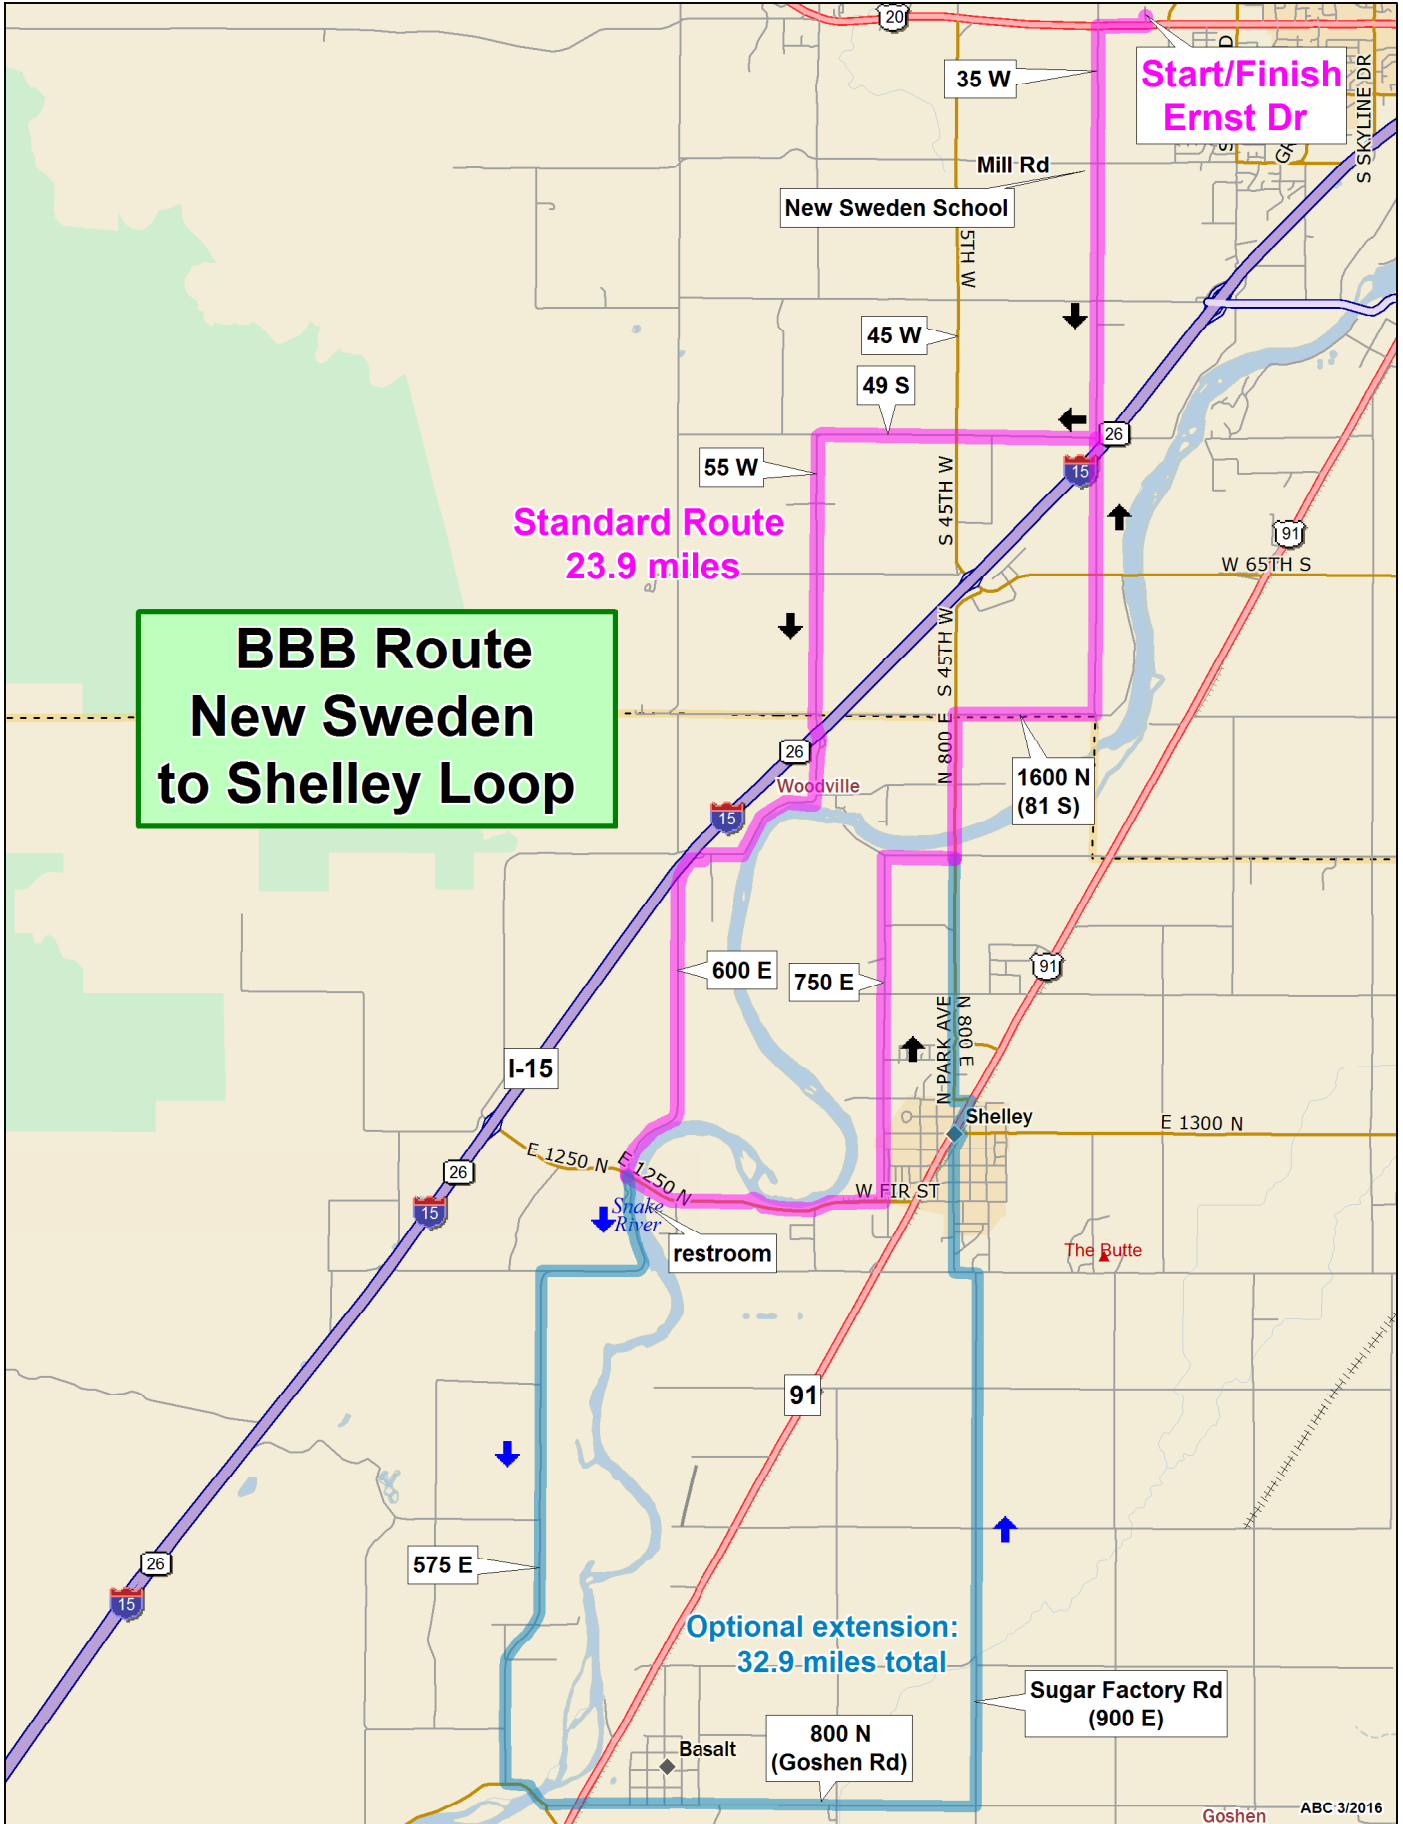 20
35 W
Start/Finish
Ernst Dr
S SKYLINE DR
Mill Rd
New Sweden School
5TH W
45 W
49 S
26
15
55 W
S 45TH W
Standard Route
23.9 miles
91
W 65TH S
BBB Route
New Sweden
to Shelley Loop
S 45TH W
N 800 E
26
1600 N
(81 S)
Woodville
15
600 E
750 E
91
N PARK AVE
N 800 E
I-15
Shelley
E 1300 N
E 1250 N
E 1250 N
26
15
W FIR ST
Snake
River
restroom
The Butte
91
26
15
575 E
Optional extension:
32.9 miles total
Sugar Factory Rd
(900 E)
800 N
(Goshen Rd)
Basalt
Goshen
ABC 3/2016